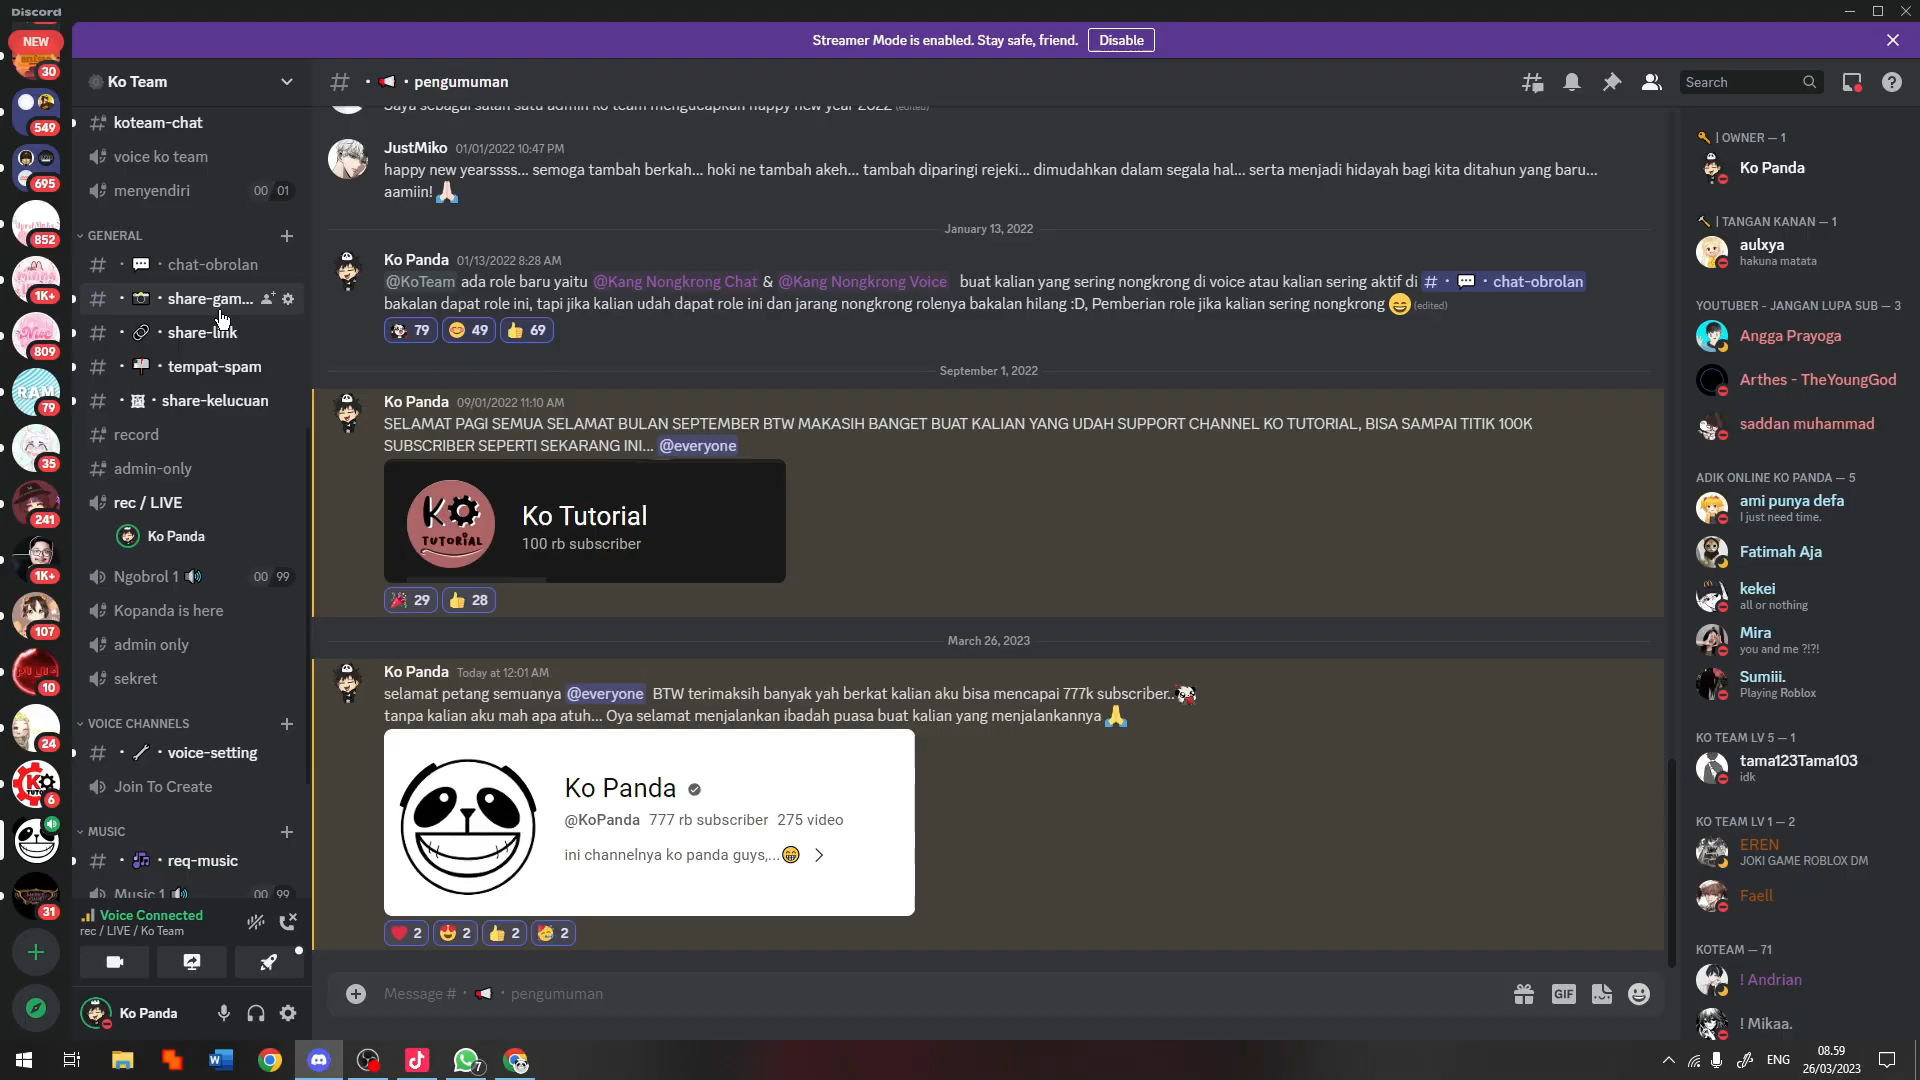 Discord
Streamer Mode is enabled. Stay safe, friend. Disable
NEW
30
549
695
852
1K+
809
79
35
241
1K+
107
10
24
6
31
Ko Team
koteam-chat
voice ko team
menyendiri 00 01
GENERAL
chat-obrolan
share-gam...
share-link
tempat-spam
share-kelucuan
record
admin-only
rec / LIVE
Ko Panda
Ngobrol 1 00 99
Kopanda is here
admin only
sekret
VOICE CHANNELS
voice-setting
Join To Create
MUSIC
req-music
Music 1 00 99
Voice Connected
rec / LIVE / Ko Team
Ko Panda
# • 📢 • pengumuman
Search
Saya sebagai salah satu admin ko team mengucapkan happy new year 2022 (edited)
JustMiko 01/01/2022 10:47 PM
happy new yearssss... semoga tambah berkah... hoki ne tambah akeh... tambah diparingi rejeki... dimudahkan dalam segala hal... serta menjadi hidayah bagi kita ditahun yang baru...
aamiin! 🙏🏻
January 13, 2022
Ko Panda 01/13/2022 8:28 AM
@KoTeam ada role baru yaitu @Kang Nongkrong Chat & @Kang Nongkrong Voice buat kalian yang sering nongkrong di voice atau kalian sering aktif di # • 💬 • chat-obrolan
bakalan dapat role ini, tapi jika kalian udah dapat role ini dan jarang nongkrong rolenya bakalan hilang :D, Pemberian role jika kalian sering nongkrong 😄 (edited)
79 😊 49 👍 69
September 1, 2022
Ko Panda 09/01/2022 11:10 AM
SELAMAT PAGI SEMUA SELAMAT BULAN SEPTEMBER BTW MAKASIH BANGET BUAT KALIAN YANG UDAH SUPPORT CHANNEL KO TUTORIAL, BISA SAMPAI TITIK 100K
SUBSCRIBER SEPERTI SEKARANG INI... @everyone
KO
TUTORIAL
Ko Tutorial
100 rb subscriber
🎉 29 👍 28
March 26, 2023
Ko Panda Today at 12:01 AM
selamat petang semuanya @everyone BTW terimaksih banyak yah berkat kalian aku bisa mencapai 777k subscriber..
tanpa kalian aku mah apa atuh... Oya selamat menjalankan ibadah puasa buat kalian yang menjalankannya 🙏
Ko Panda
@KoPanda 777 rb subscriber 275 video
ini channelnya ko panda guys,...😁 >
❤️ 2 😍 2 👍 2 🥳 2
Message # • 📢 • pengumuman
GIF
🔑 | OWNER — 1
Ko Panda
🔨 | TANGAN KANAN — 1
aulxya
hakuna matata
YOUTUBER - JANGAN LUPA SUB — 3
Angga Prayoga
Arthes - TheYoungGod
saddan muhammad
ADIK ONLINE KO PANDA — 5
ami punya defa
I just need time.
Fatimah Aja
kekei
all or nothing
Mira
you and me ?!?!
Sumiii.
Playing Roblox
KO TEAM LV 5 — 1
tama123Tama103
idk
KO TEAM LV 1 — 2
EREN
JOKI GAME ROBLOX DM
Faell
KOTEAM — 71
! Andrian
! Mikaa.
7
ENG
08.59
26/03/2023